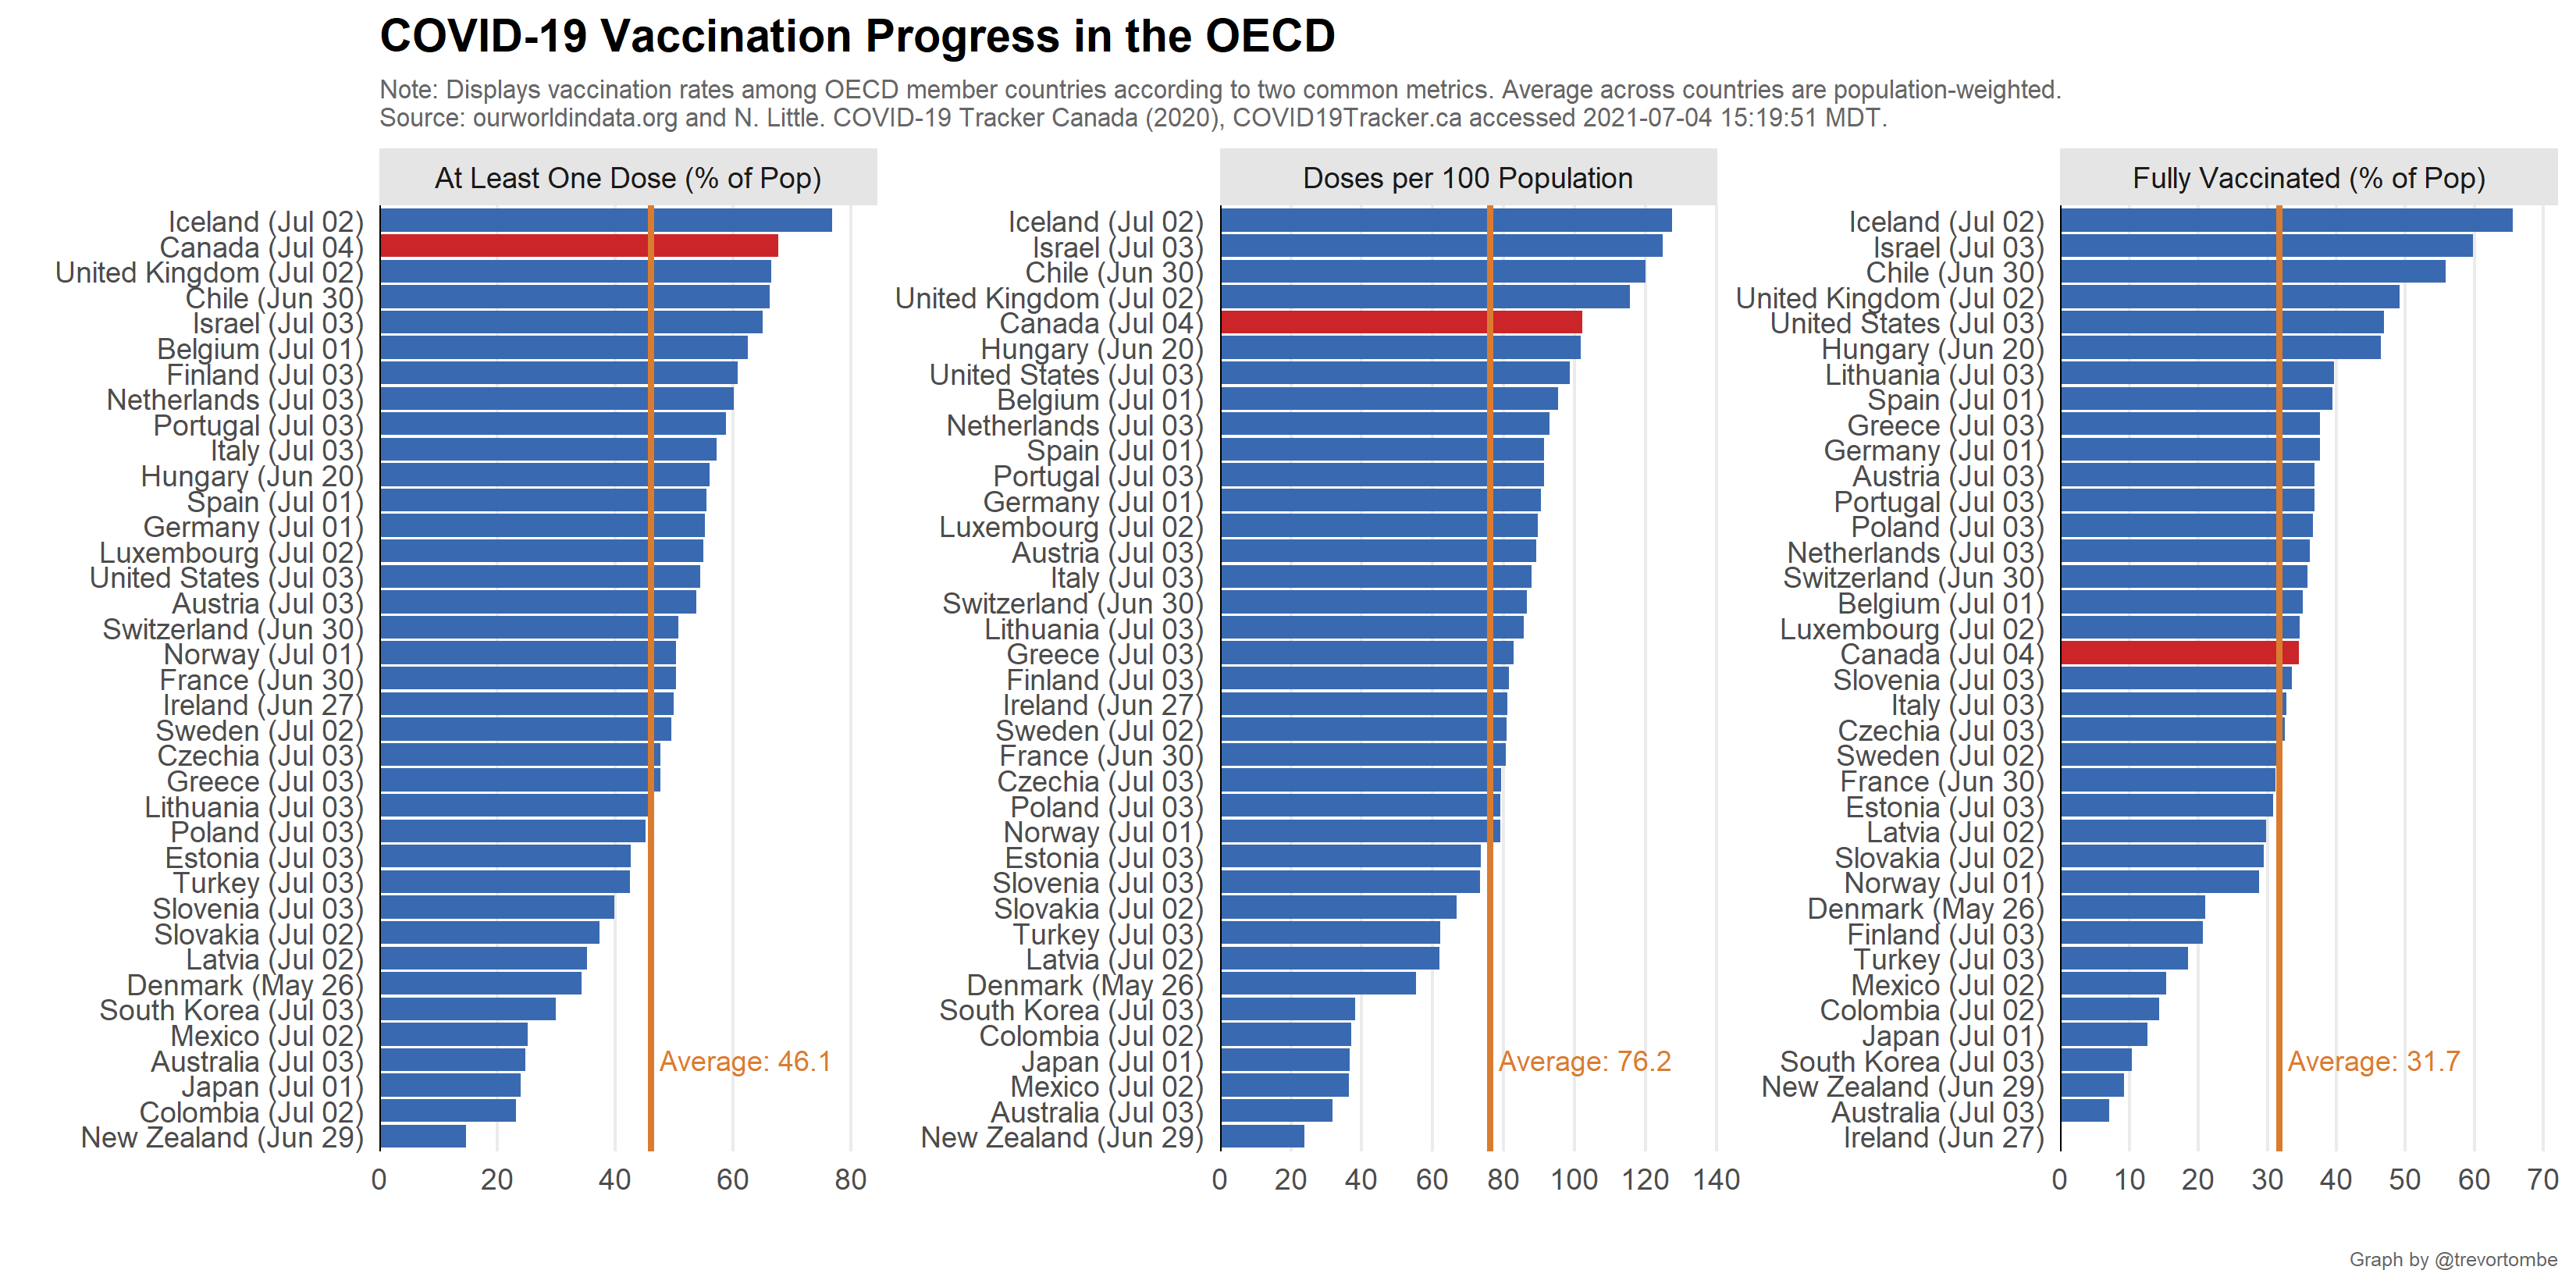 COVID-19 Vaccination Progress in the OECD
Note: Displays vaccination rates among OECD member countries according to two common metrics. Average across countries are population-weighted.
Source: ourworldindata.org and N. Little. COVID-19 Tracker Canada (2020), COVID19Tracker.ca accessed 2021-07-04 15:19:51 MDT.
At Least One Dose (% of Pop)
Iceland (Jul 02)
Canada (Jul 04)
United Kingdom (Jul 02)
Chile (Jun 30)
Israel (Jul 03)
Belgium (Jul 01)
Finland (Jul 03)
Netherlands (Jul 03)
Portugal (Jul 03)
Italy (Jul 03)
Hungary (Jun 20)
Spain (Jul 01)
Germany (Jul 01)
Luxembourg (Jul 02)
United States (Jul 03)
Austria (Jul 03)
Switzerland (Jun 30)
Norway (Jul 01)
France (Jun 30)
Ireland (Jun 27)
Sweden (Jul 02)
Czechia (Jul 03)
Greece (Jul 03)
Lithuania (Jul 03)
Poland (Jul 03)
Estonia (Jul 03)
Turkey (Jul 03)
Slovenia (Jul 03)
Slovakia (Jul 02)
Latvia (Jul 02)
Denmark (May 26)
South Korea (Jul 03)
Mexico (Jul 02)
Australia (Jul 03)
Japan (Jul 01)
Colombia (Jul 02)
New Zealand (Jun 29)
Average: 46.1
0 20 40 60 80
Doses per 100 Population
Iceland (Jul 02)
Israel (Jul 03)
Chile (Jun 30)
United Kingdom (Jul 02)
Canada (Jul 04)
Hungary (Jun 20)
United States (Jul 03)
Belgium (Jul 01)
Netherlands (Jul 03)
Spain (Jul 01)
Portugal (Jul 03)
Germany (Jul 01)
Luxembourg (Jul 02)
Austria (Jul 03)
Italy (Jul 03)
Switzerland (Jun 30)
Lithuania (Jul 03)
Greece (Jul 03)
Finland (Jul 03)
Ireland (Jun 27)
Sweden (Jul 02)
France (Jun 30)
Czechia (Jul 03)
Poland (Jul 03)
Norway (Jul 01)
Estonia (Jul 03)
Slovenia (Jul 03)
Slovakia (Jul 02)
Turkey (Jul 03)
Latvia (Jul 02)
Denmark (May 26)
South Korea (Jul 03)
Colombia (Jul 02)
Japan (Jul 01)
Mexico (Jul 02)
Australia (Jul 03)
New Zealand (Jun 29)
Average: 76.2
0 20 40 60 80 100 120 140
Fully Vaccinated (% of Pop)
Iceland (Jul 02)
Israel (Jul 03)
Chile (Jun 30)
United Kingdom (Jul 02)
United States (Jul 03)
Hungary (Jun 20)
Lithuania (Jul 03)
Spain (Jul 01)
Greece (Jul 03)
Germany (Jul 01)
Austria (Jul 03)
Portugal (Jul 03)
Poland (Jul 03)
Netherlands (Jul 03)
Switzerland (Jun 30)
Belgium (Jul 01)
Luxembourg (Jul 02)
Canada (Jul 04)
Slovenia (Jul 03)
Italy (Jul 03)
Czechia (Jul 03)
Sweden (Jul 02)
France (Jun 30)
Estonia (Jul 03)
Latvia (Jul 02)
Slovakia (Jul 02)
Norway (Jul 01)
Denmark (May 26)
Finland (Jul 03)
Turkey (Jul 03)
Mexico (Jul 02)
Colombia (Jul 02)
Japan (Jul 01)
South Korea (Jul 03)
New Zealand (Jun 29)
Australia (Jul 03)
Ireland (Jun 27)
Average: 31.7
0 10 20 30 40 50 60 70
Graph by @trevortombe